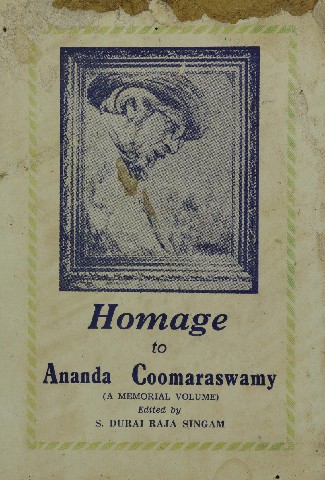 Homage
to
Ananda Coomaraswamy
(A MEMORIAL VOLUME)
Edited by
S. DURAI RAJA SINGAM